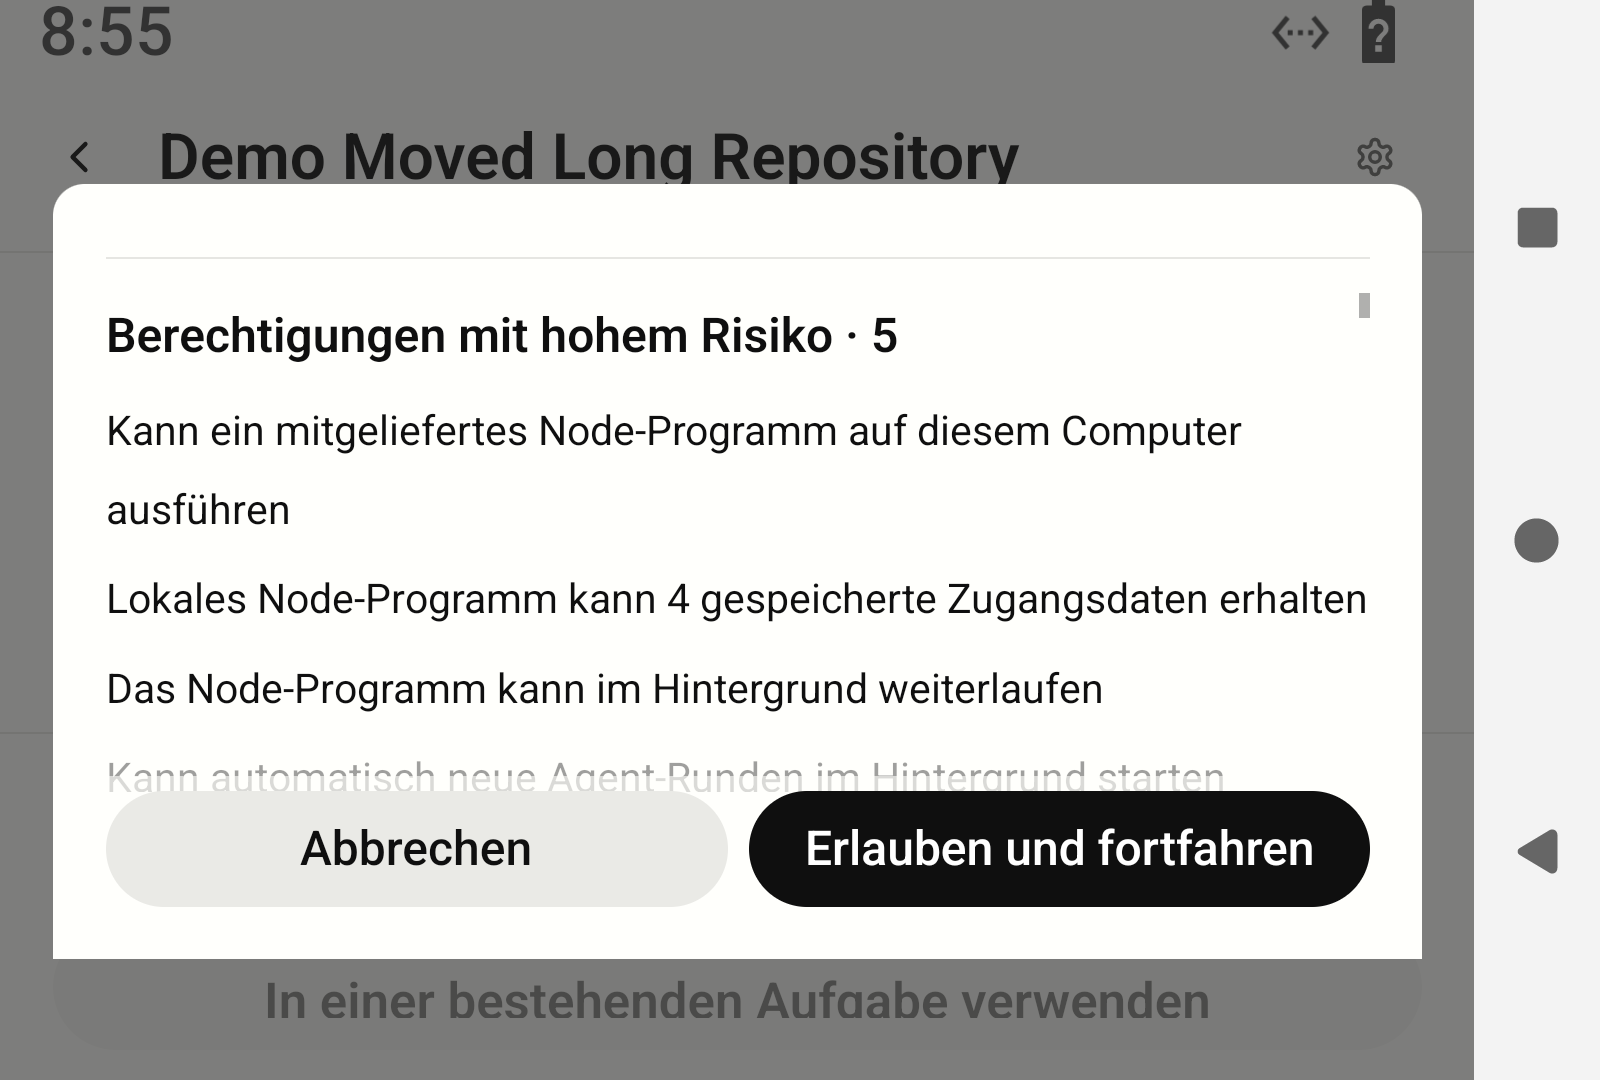 8:55
Demo Moved Long Repository
Berechtigungen mit hohem Risiko · 5
Kann ein mitgeliefertes Node-Programm auf diesem Computer
ausführen
Lokales Node-Programm kann 4 gespeicherte Zugangsdaten erhalten
Das Node-Programm kann im Hintergrund weiterlaufen
Kann automatisch neue Agent-Runden im Hintergrund starten
Abbrechen
Erlauben und fortfahren
In einer bestehenden Aufgabe verwenden